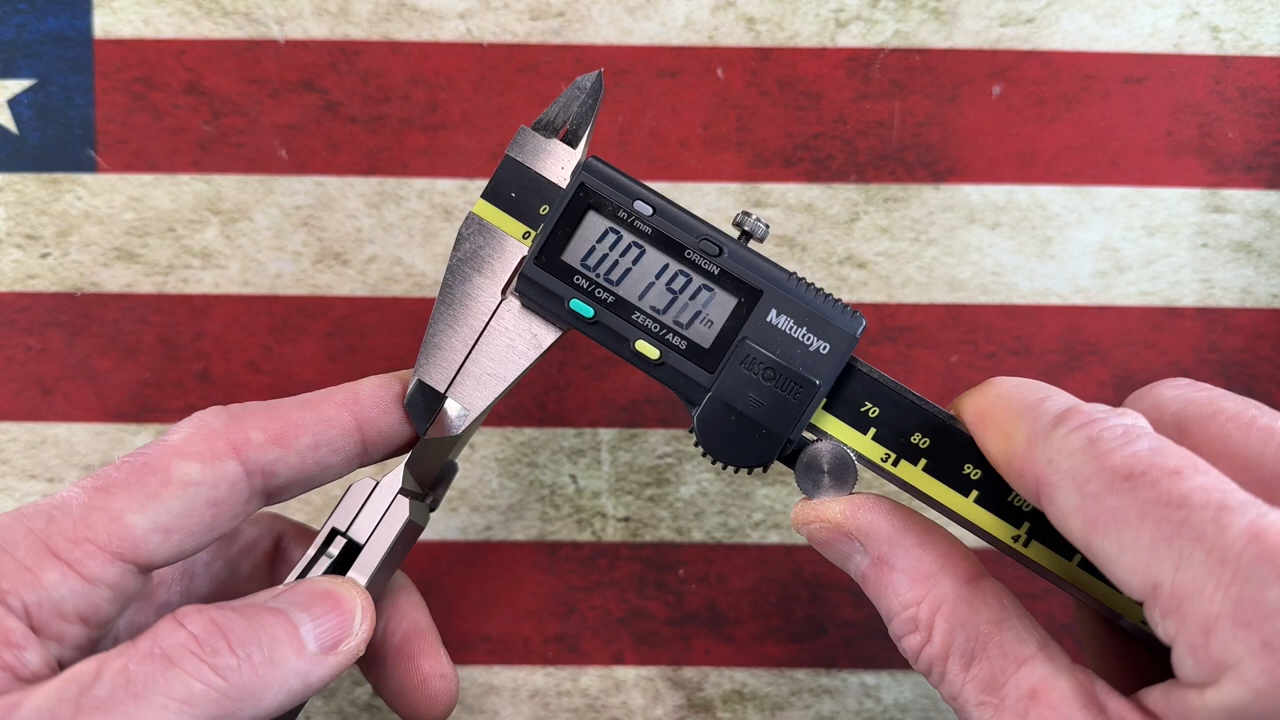 0
0
in/mm
ORIGIN
0.0190 in
ON/OFF
ZERO/ABS
Mitutoyo
ABSOLUTE
70
80
90
100
3
4